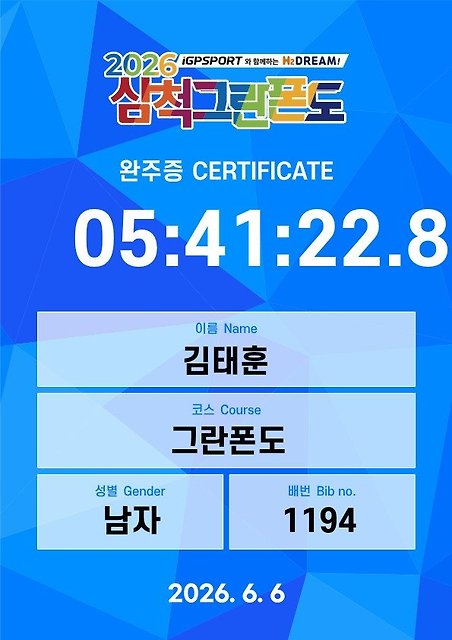 2026 iGPSPORT 와 함께하는 H2DREAM!
삼척그란폰도
완주증 CERTIFICATE
05:41:22.8
이름 Name
김태훈
코스 Course
그란폰도
성별 Gender
남자
배번 Bib no.
1194
2026. 6. 6